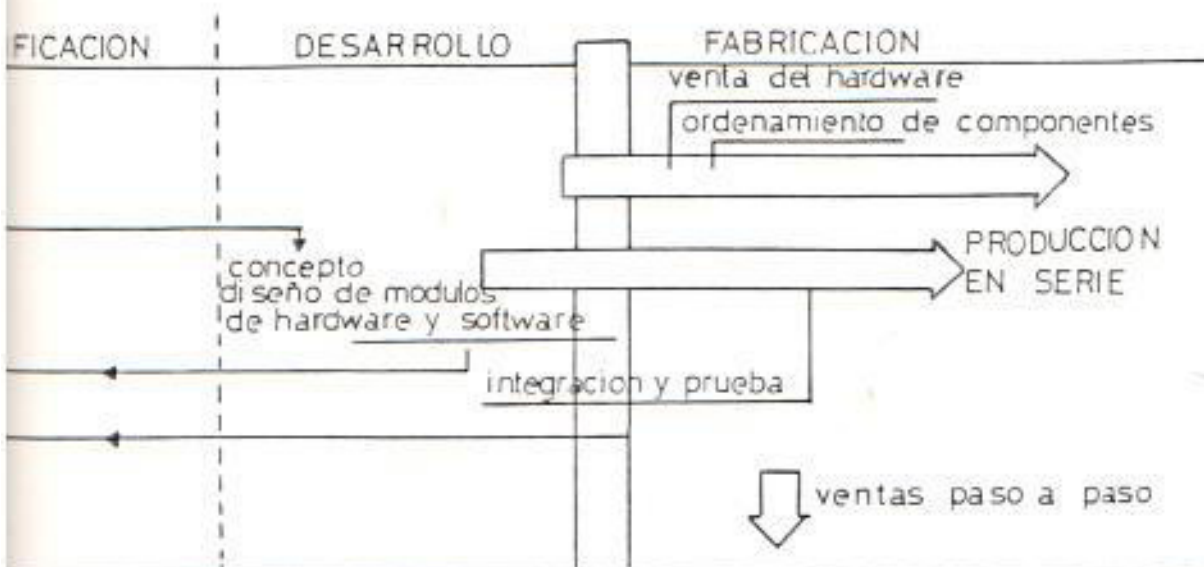 FICACION
DESARROLLO
FABRICACION
venta del hardware
ordenamiento de componentes
concepto
diseño de modulos
de hardware y software
PRODUCCION
EN SERIE
integracion y prueba
ventas paso a paso